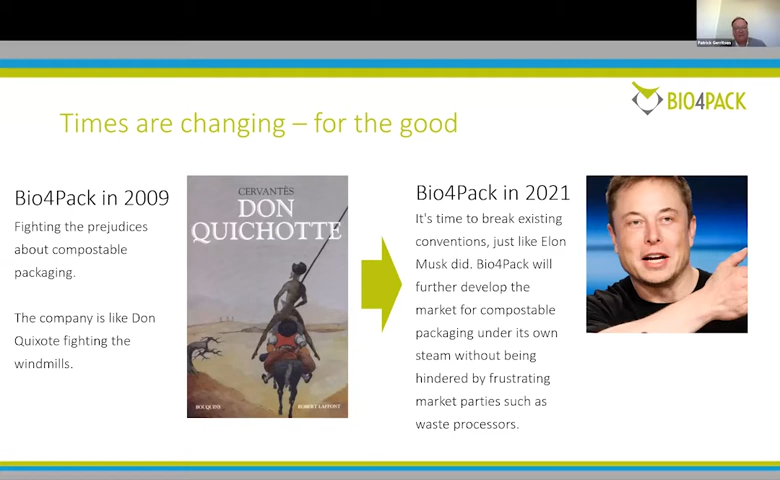 Patrick Gerritsen
BIO4PACK
Times are changing – for the good
Bio4Pack in 2009
Fighting the prejudices
about compostable
packaging.
The company is like Don
Quixote fighting the
windmills.
CERVANTÈS
DON
QUICHOTTE
BOUQUINS
ROBERT LAFFONT
Bio4Pack in 2021
It's time to break existing
conventions, just like Elon
Musk did. Bio4Pack will
further develop the
market for compostable
packaging under its own
steam without being
hindered by frustrating
market parties such as
waste processors.